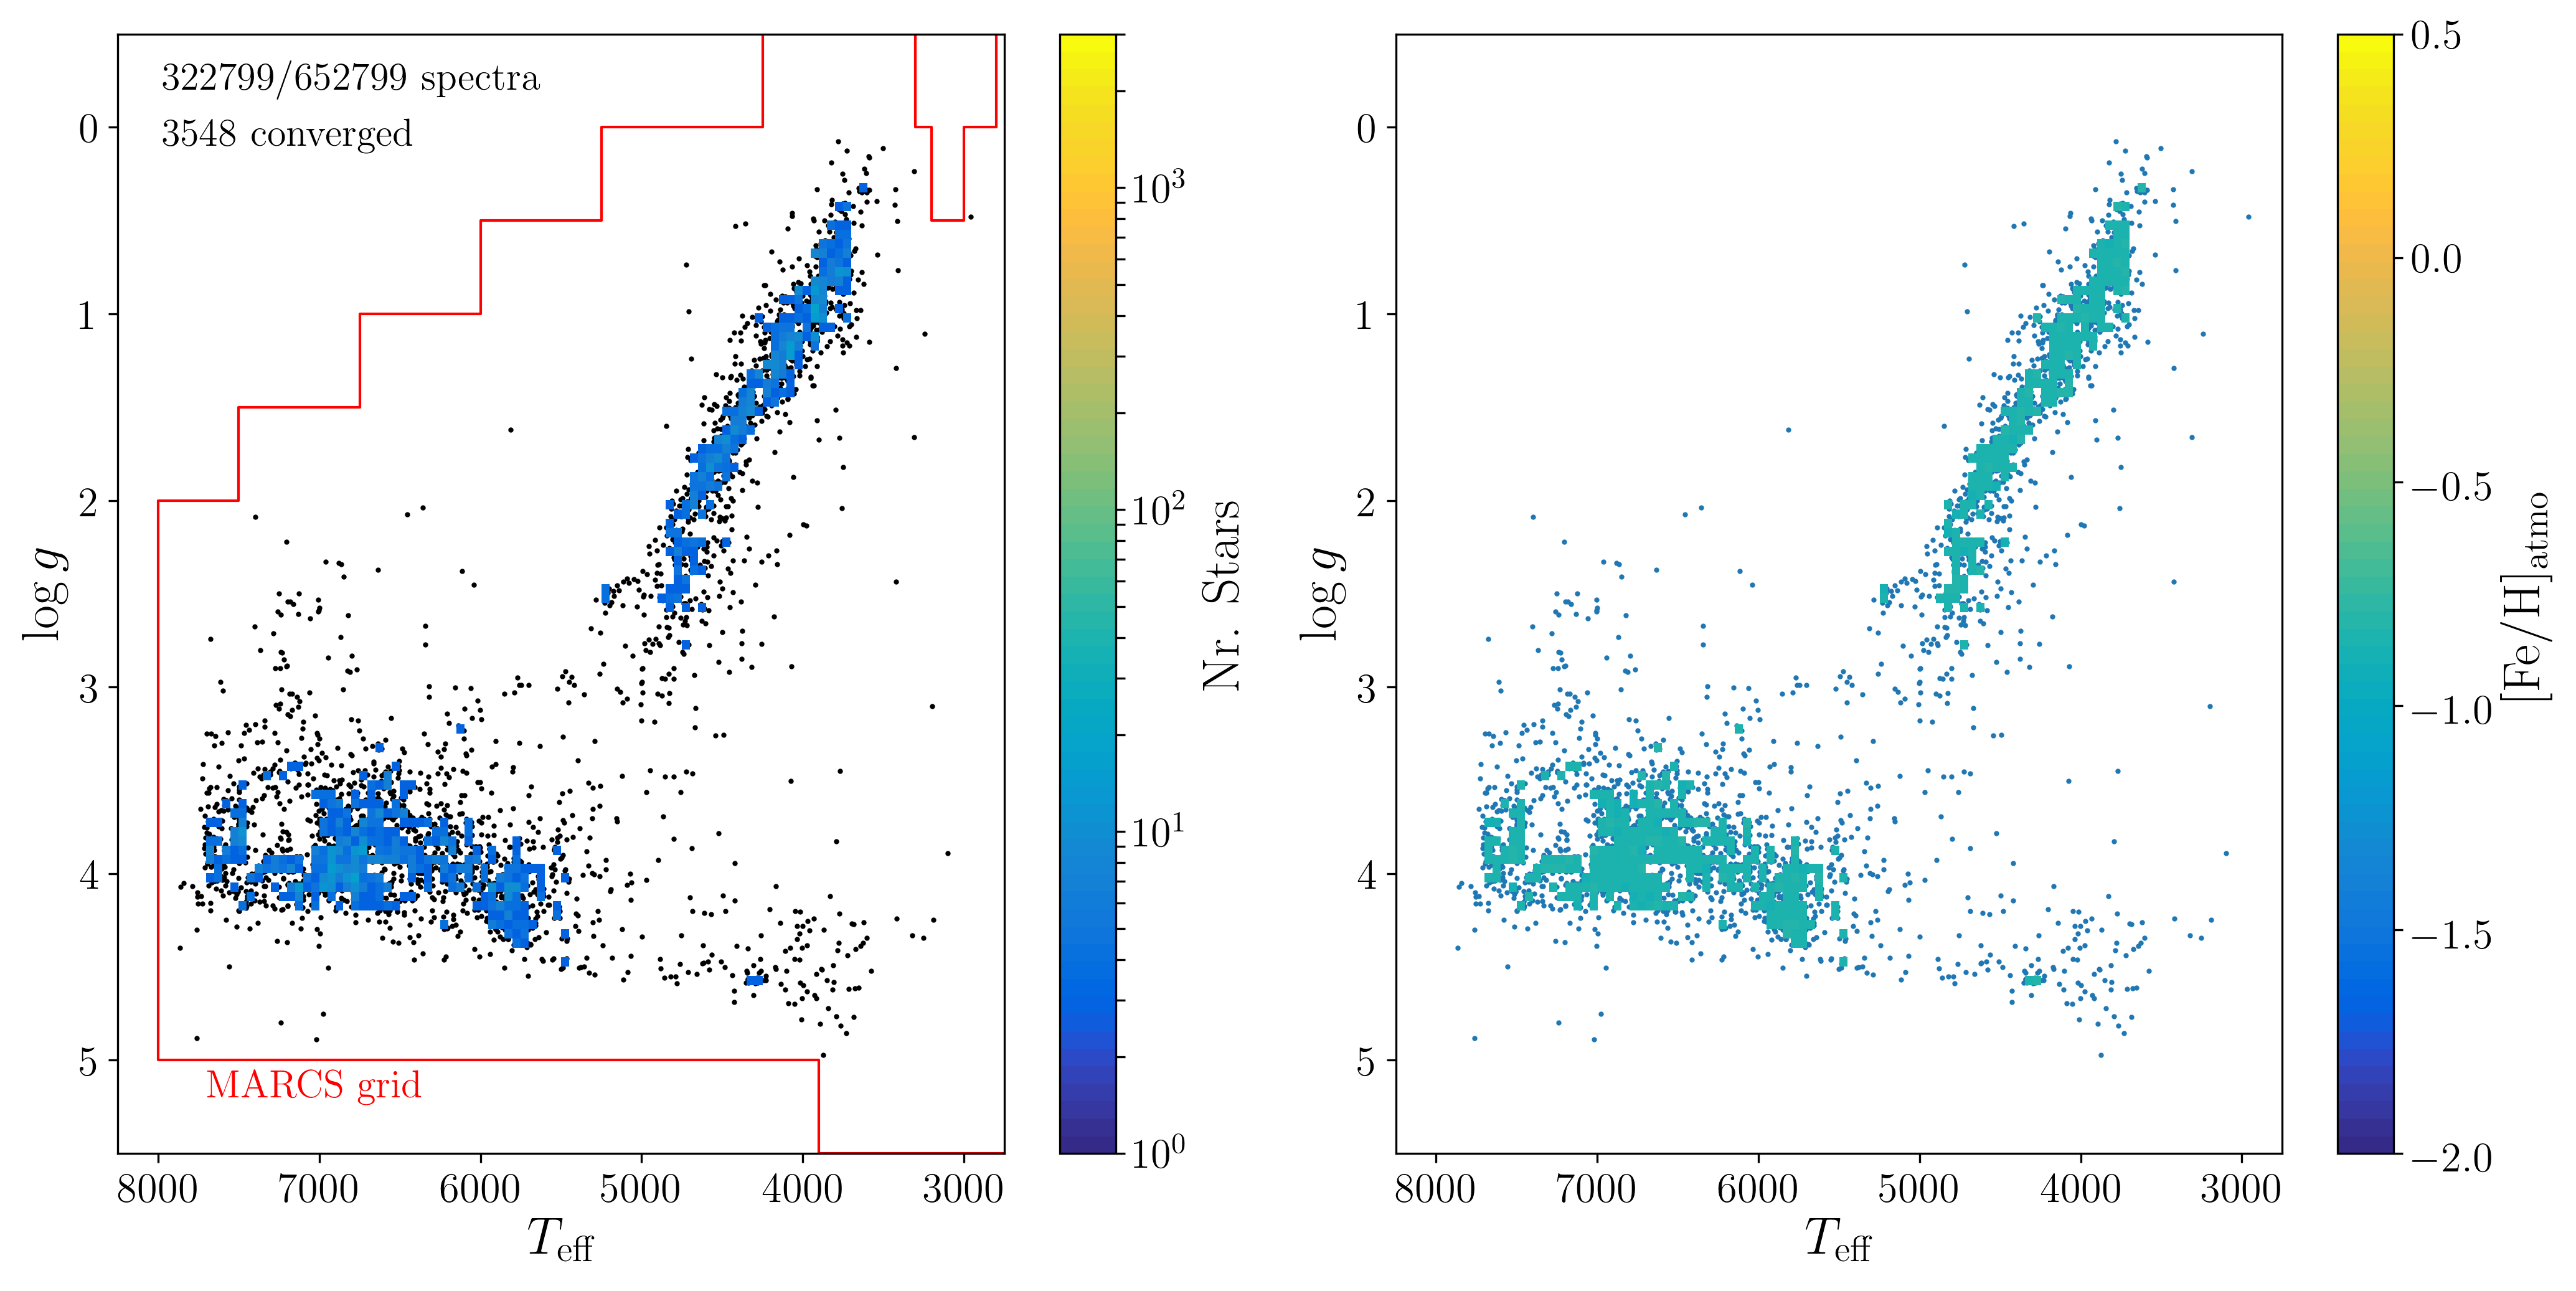 322799/652799 spectra
3548 converged
MARCS grid
0
1
2
3
4
5
log g
8000 7000 6000 5000 4000 3000
T_eff
10^3
10^2
10^1
10^0
Nr. Stars
0
1
2
3
4
5
log g
8000 7000 6000 5000 4000 3000
T_eff
0.5
0.0
−0.5
−1.0
−1.5
−2.0
[Fe/H]_atmo